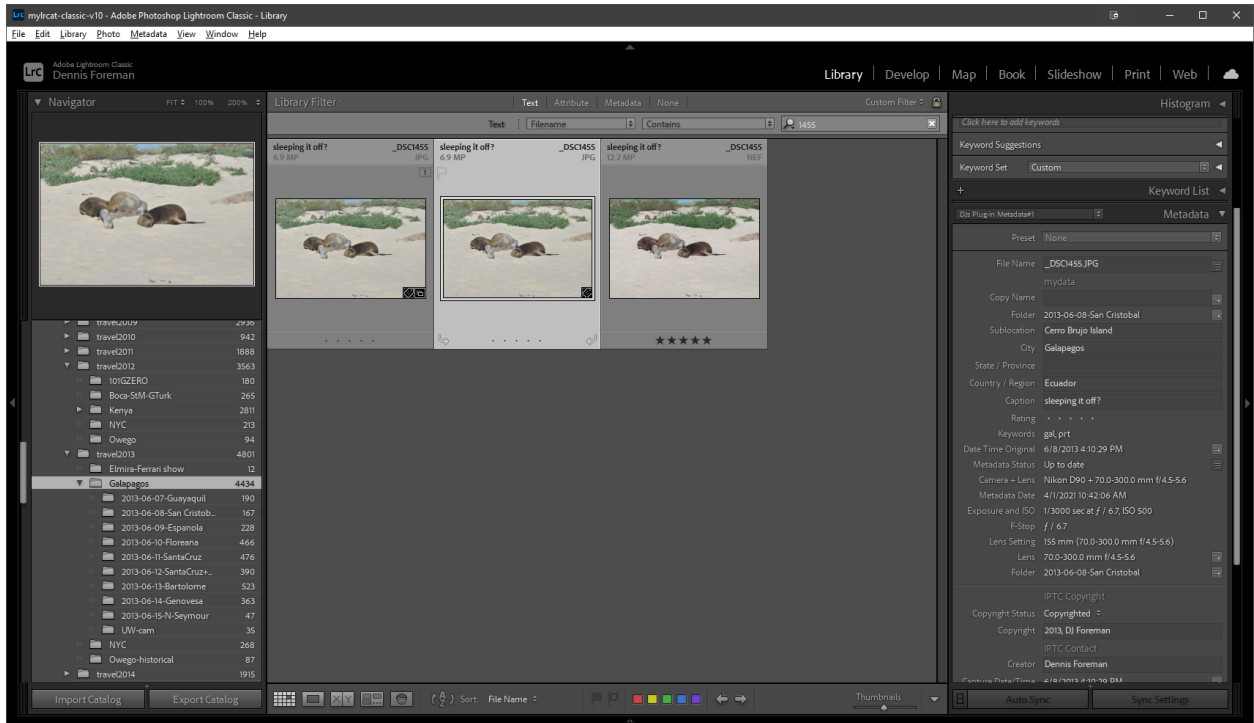 mylrcat-classic-v10 - Adobe Photoshop Lightroom Classic - Library
File Edit Library Photo Metadata View Window Help
LrC
Adobe Lightroom Classic
Dennis Foreman
Library | Develop | Map | Book | Slideshow | Print | Web
Navigator FIT 100% 200%
travel2009 2936
travel2010 942
travel2011 1888
travel2012 3563
101GZERO 180
Boca-StM-GTurk 265
Kenya 2811
NYC 213
Owego 94
travel2013 4801
Elmira-Ferrari show 12
Galapagos 4434
2013-06-07-Guayaquil 190
2013-06-08-San Cristob... 167
2013-06-09-Espanola 228
2013-06-10-Floreana 466
2013-06-11-SantaCruz 476
2013-06-12-SantaCruz+... 390
2013-06-13-Bartolome 523
2013-06-14-Genovesa 363
2013-06-15-N-Seymour 47
UW-cam 35
NYC 268
Owego-historical 87
travel2014 1915
Import Catalog Export Catalog
Library Filter : Text Attribute Metadata None Custom Filter
Text Filename Contains 1455
sleeping it off? _DSC1455
6.9 MP JPG
sleeping it off? _DSC1455
6.9 MP JPG
sleeping it off? _DSC1455
12.2 MP NEF
XY Sort: File Name Thumbnails
Histogram
Click here to add keywords
Keyword Suggestions
Keyword Set Custom
Keyword List
DJs Plug-in Metadata#1 Metadata
Preset None
File Name _DSC1455.JPG
mydata
Copy Name
Folder 2013-06-08-San Cristobal
Sublocation Cerro Brujo Island
City Galapagos
State / Province
Country / Region Ecuador
Caption sleeping it off?
Rating
Keywords gal, prt
Date Time Original 6/8/2013 4:10:29 PM
Metadata Status Up to date
Camera + Lens Nikon D90 + 70.0-300.0 mm f/4.5-5.6
Metadata Date 4/1/2021 10:42:06 AM
Exposure and ISO 1/3000 sec at ƒ / 6.7, ISO 500
F-Stop ƒ / 6.7
Lens Setting 155 mm (70.0-300.0 mm f/4.5-5.6)
Lens 70.0-300.0 mm f/4.5-5.6
Folder 2013-06-08-San Cristobal
IPTC Copyright
Copyright Status Copyrighted
Copyright 2013, DJ Foreman
IPTC Contact
Creator Dennis Foreman
Capture Date/Time 6/8/2013 4:10:29 PM
Auto Sync Sync Settings